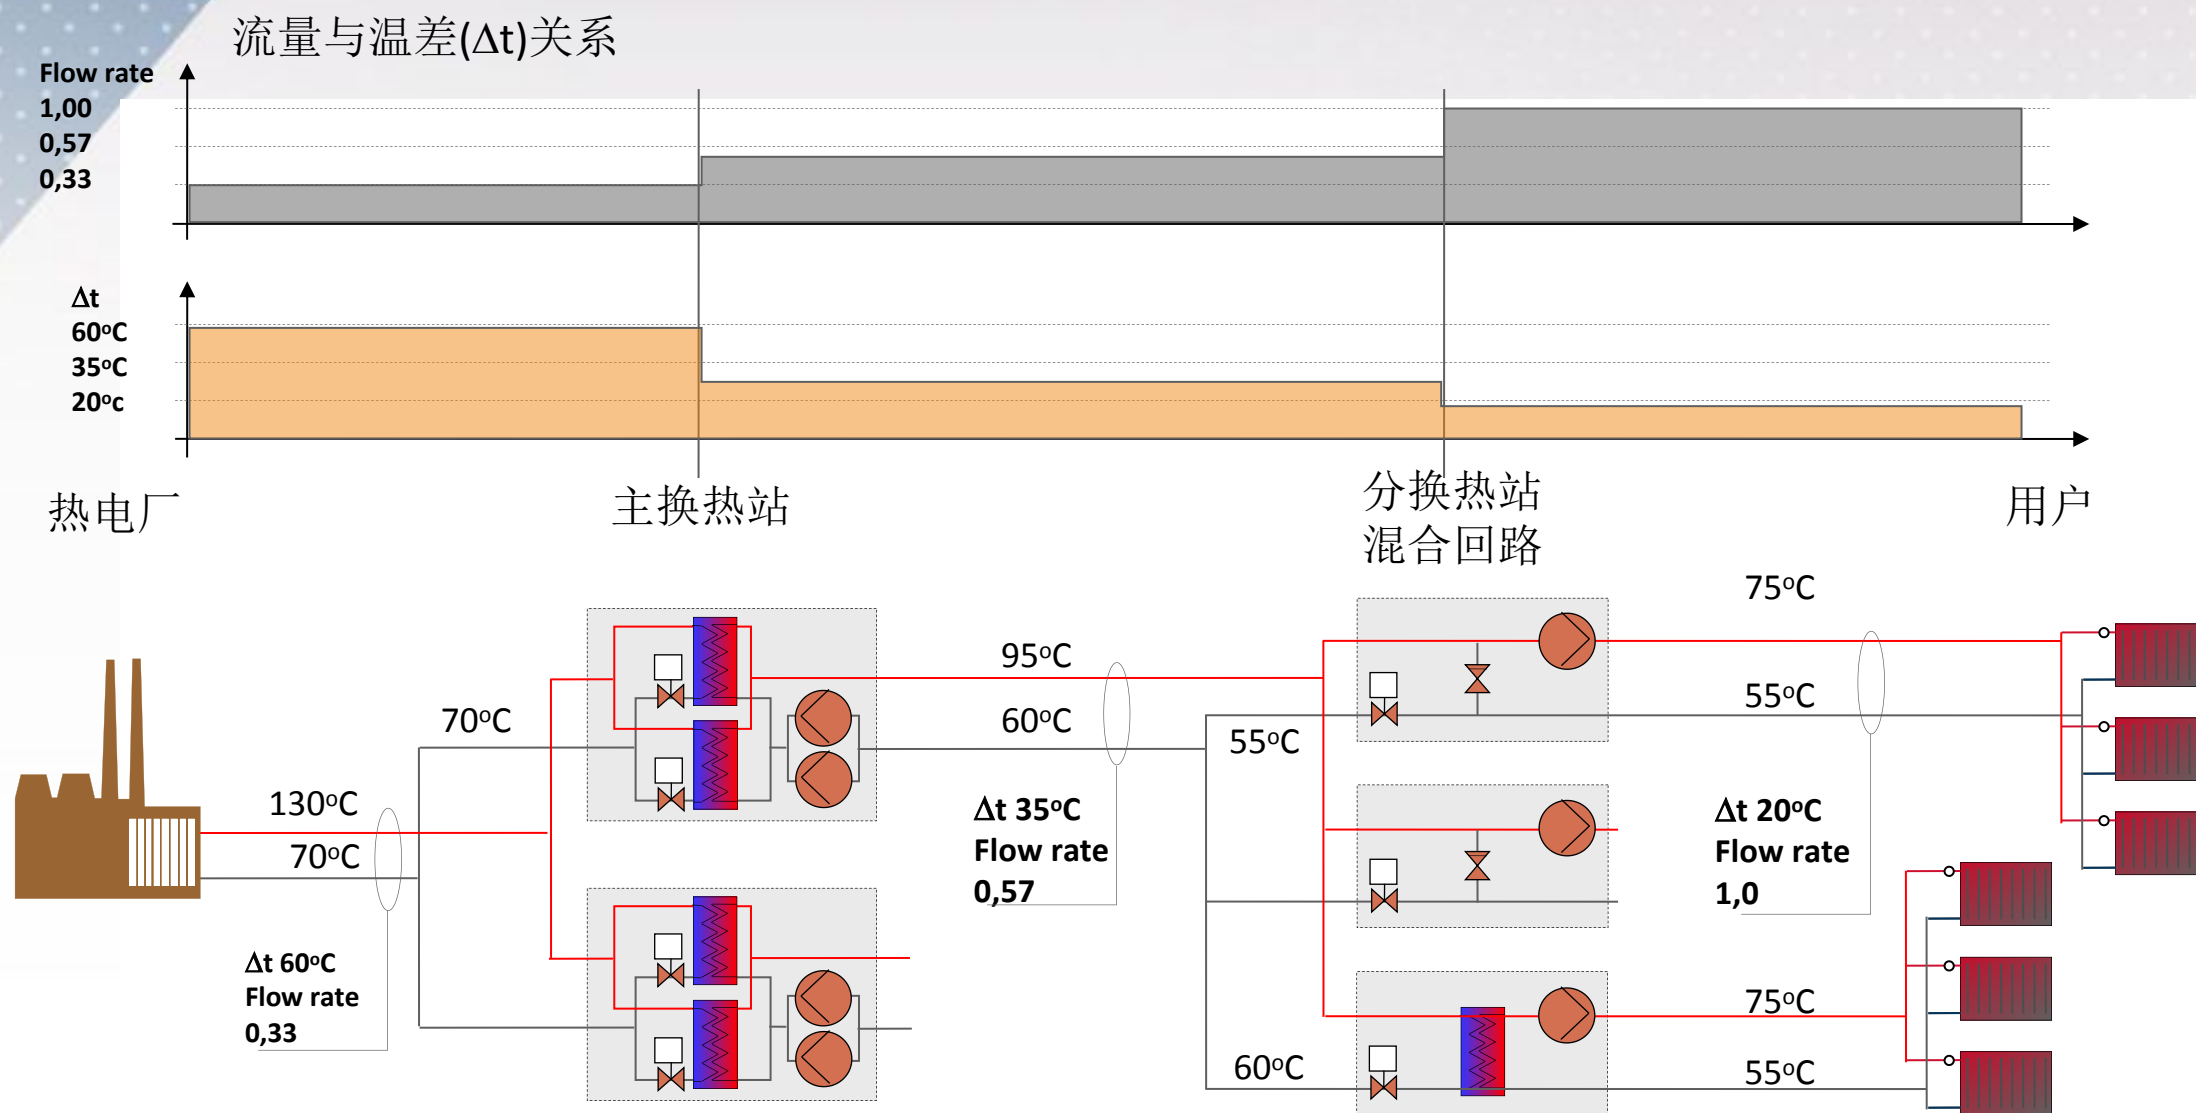 流量与温差(Δt)关系
Flow rate
1,00
0,57
0,33
Δt
60ºC
35ºC
20ºc
热电厂
主换热站
分换热站
混合回路
用户
130ºC
70ºC
70ºC
Δt 60ºC
Flow rate
0,33
95ºC
60ºC
Δt 35ºC
Flow rate
0,57
55ºC
60ºC
75ºC
55ºC
Δt 20ºC
Flow rate
1,0
75ºC
55ºC